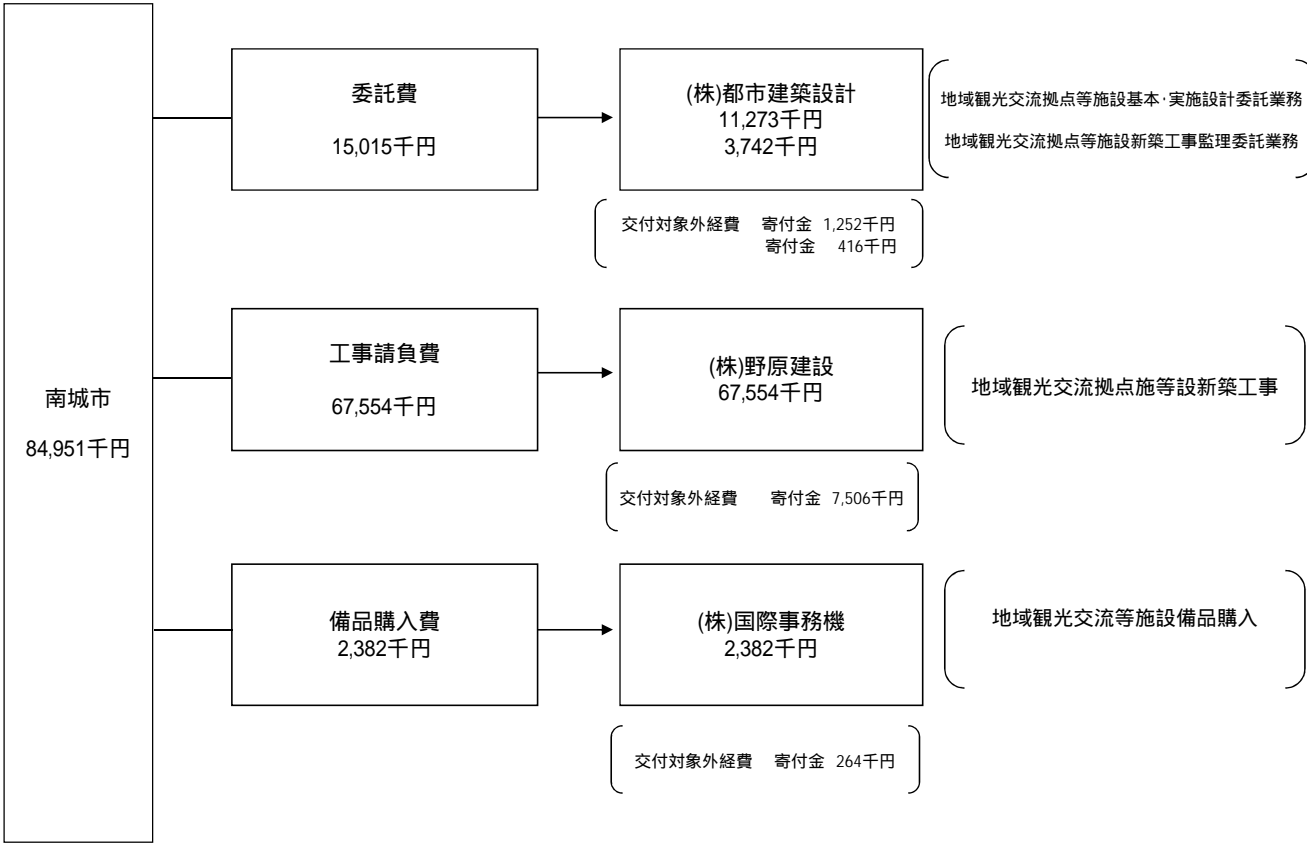 南城市
84,951千円
委託費
15,015千円
(株)都市建築設計
11,273千円
3,742千円
地域観光交流拠点等施設基本・実施設計委託業務
地域観光交流拠点等施設新築工事監理委託業務
交付対象外経費 寄付金 1,252千円
寄付金 416千円
工事請負費
67,554千円
(株)野原建設
67,554千円
地域観光交流拠点施等設新築工事
交付対象外経費 寄付金 7,506千円
備品購入費
2,382千円
(株)国際事務機
2,382千円
地域観光交流等施設備品購入
交付対象外経費 寄付金 264千円